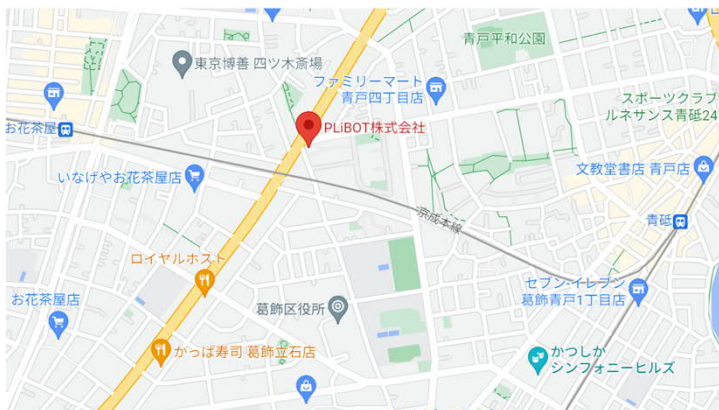 青戸平和公園
東京博善 四ツ木斎場
ファミリーマート
青戸四丁目店
スポーツクラブ
ルネサンス青砥24
お花茶屋
PLiBOT株式会社
いなげやお花茶屋店
文教堂書店 青戸店
京成本線
青砥
ロイヤルホスト
セブン-イレブン
葛飾青戸1丁目店
お花茶屋店
葛飾区役所
かっぱ寿司 葛飾立石店
かつしか
シンフォニーヒルズ